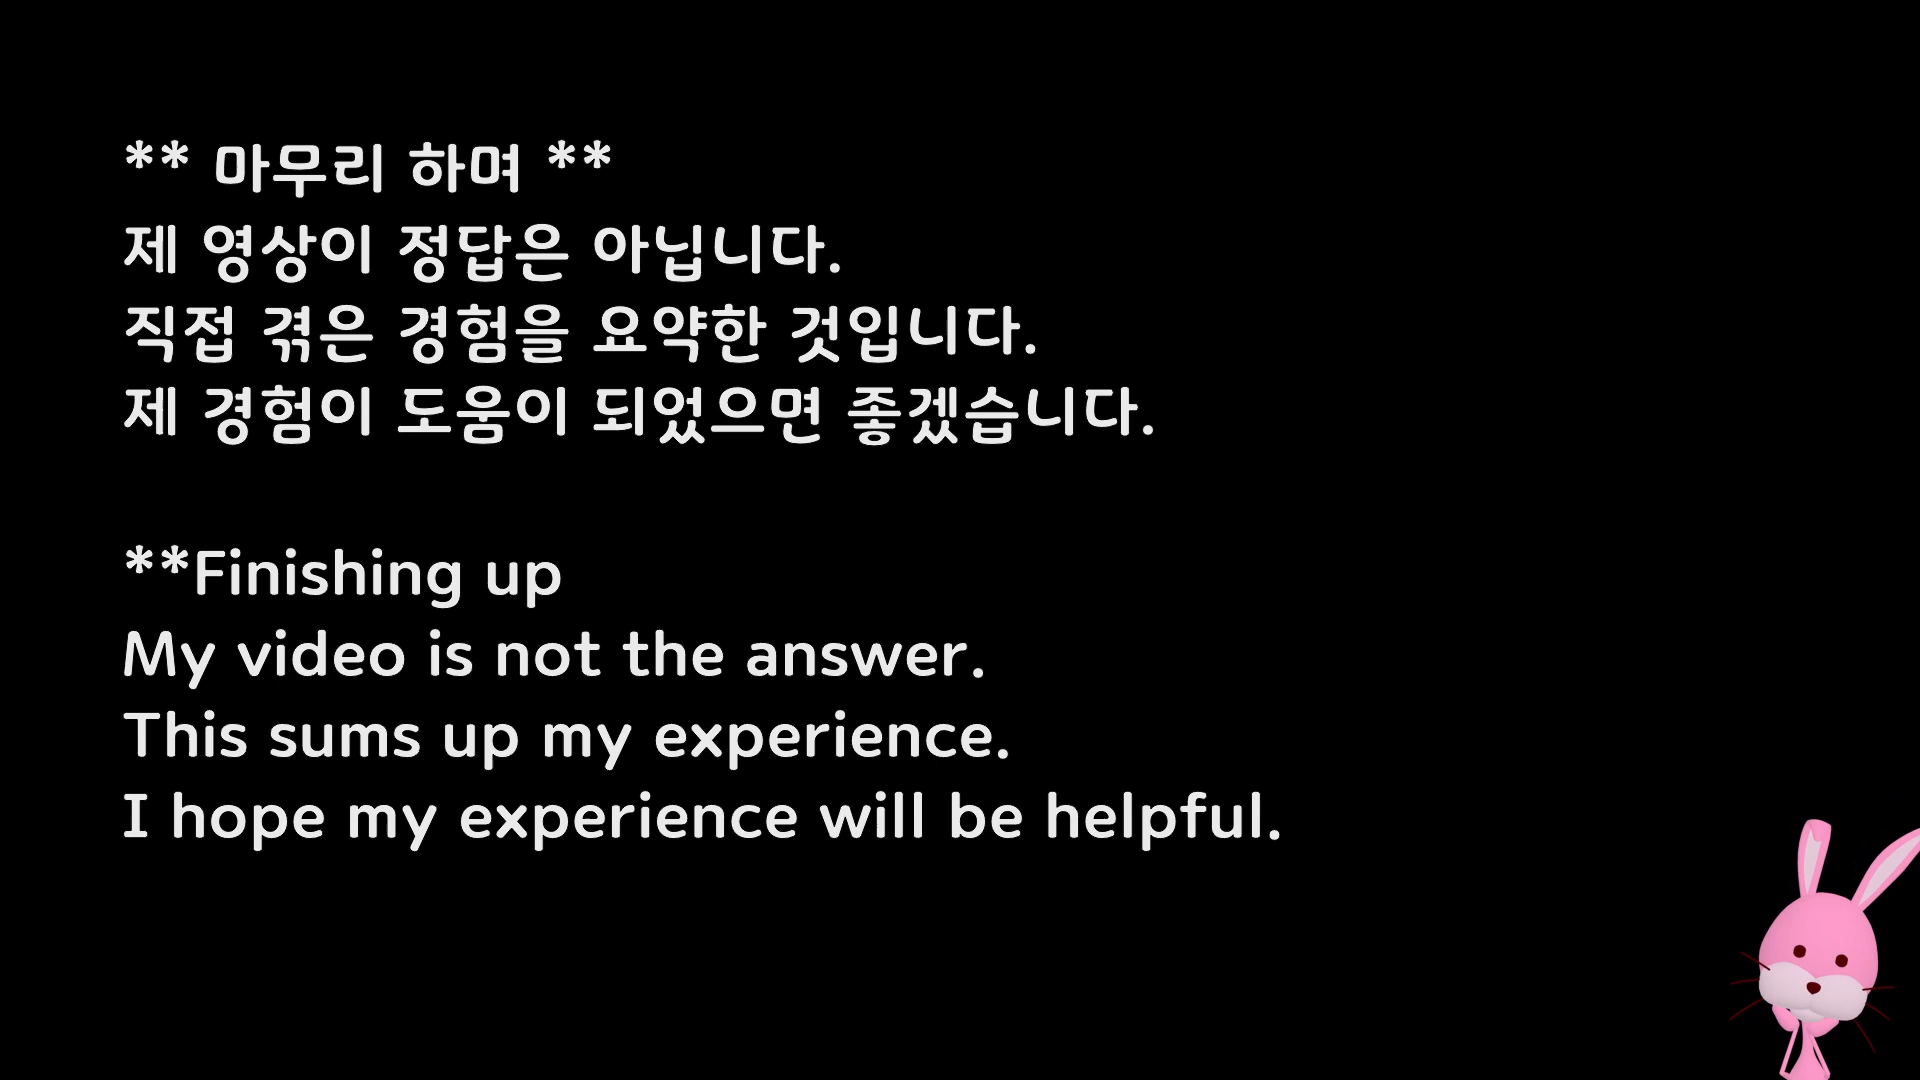 ** 마무리 하며 **
제 영상이 정답은 아닙니다.
직접 겪은 경험을 요약한 것입니다.
제 경험이 도움이 되었으면 좋겠습니다.
**Finishing up
My video is not the answer.
This sums up my experience.
I hope my experience will be helpful.